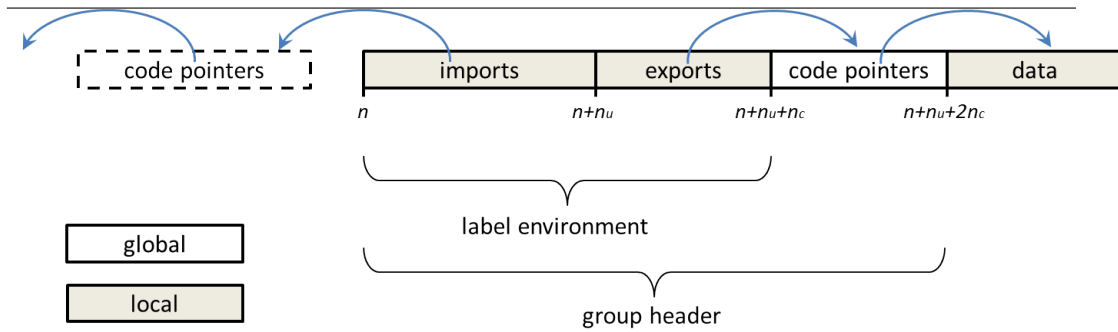 code pointers imports exports code pointers data
n n+nu n+nu+nc n+nu+2nc
label environment
global
local
group header